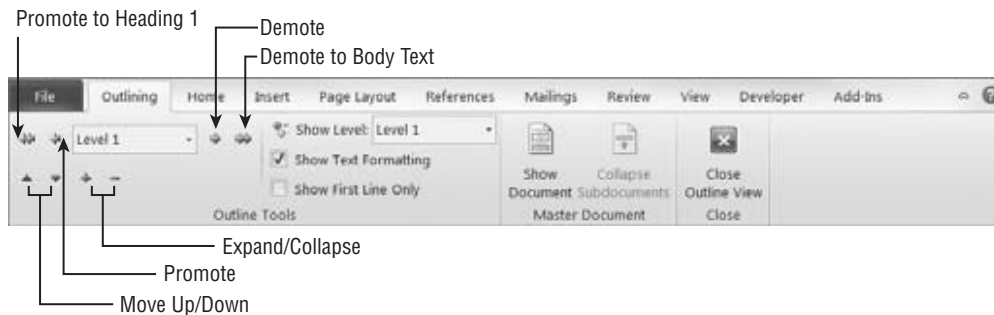 Promote to Heading 1
Demote
Demote to Body Text
File Outlining Home Insert Page Layout References Mailings Review View Developer Add-Ins
Level 1
Show Level: Level 1
Show Text Formatting
Show First Line Only
Outline Tools
Show Document
Collapse Subdocuments
Master Document
Close Outline View
Close
Expand/Collapse
Promote
Move Up/Down